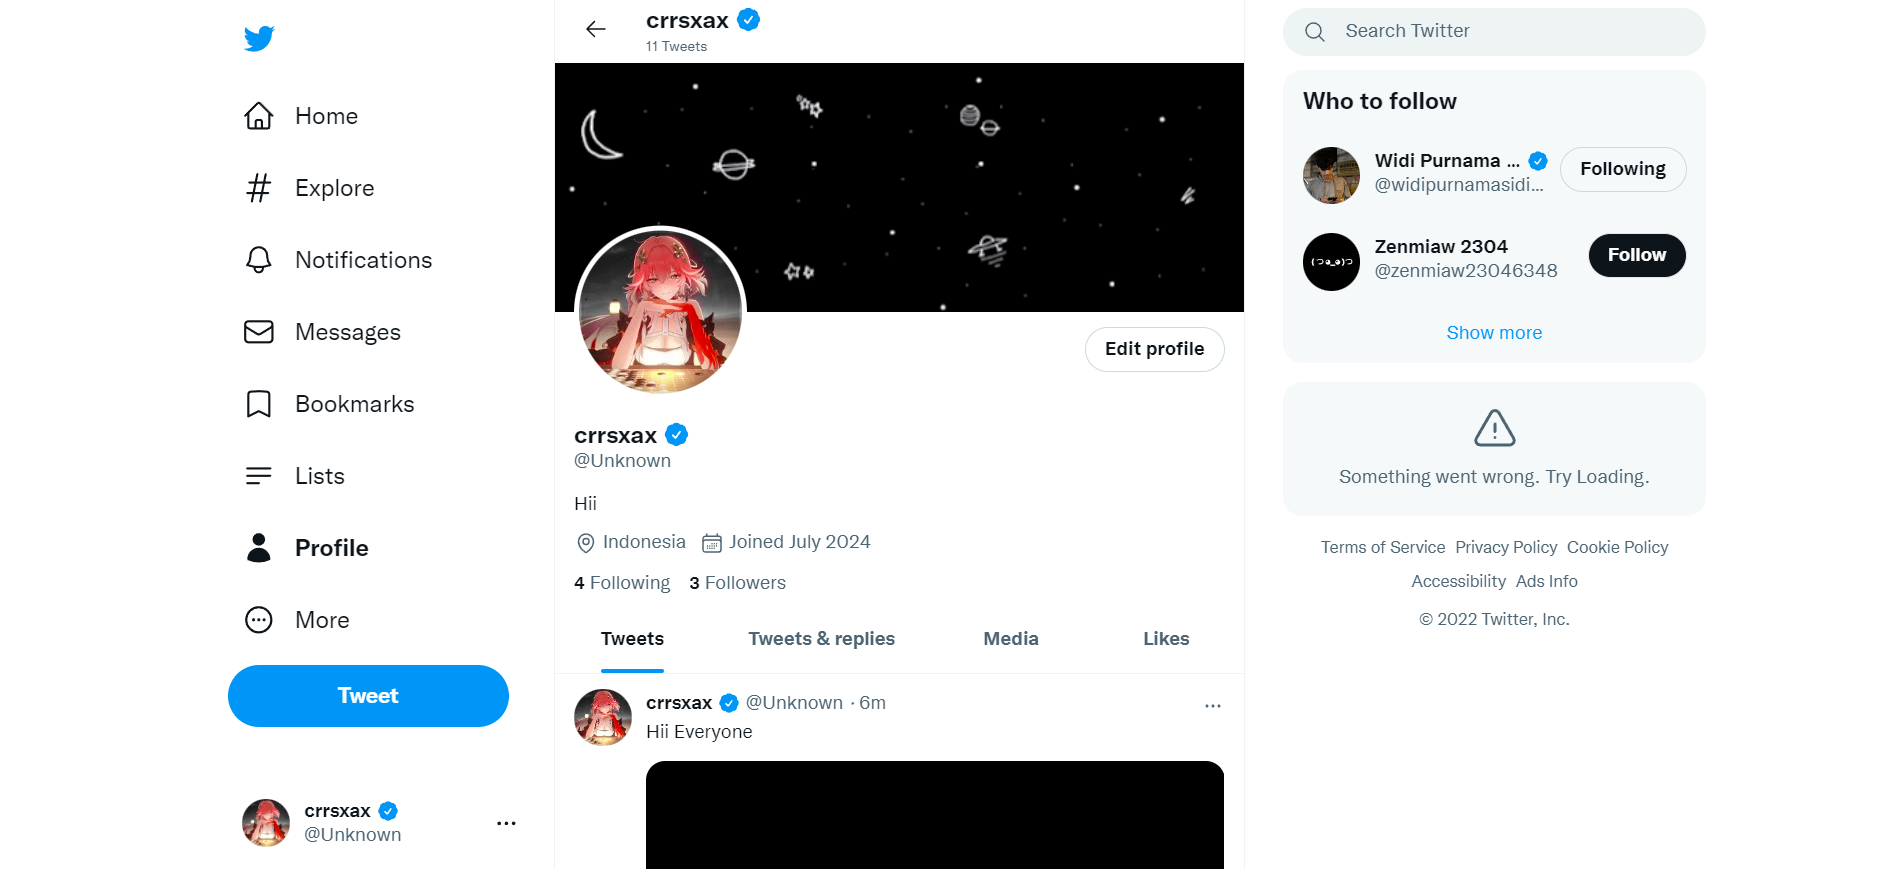 Home
Explore
Notifications
Messages
Bookmarks
Lists
Profile
More
Tweet
crrsxax
@Unknown
crrsxax
11 Tweets
Edit profile
crrsxax
@Unknown
Hii
Indonesia Joined July 2024
4 Following 3 Followers
Tweets Tweets & replies Media Likes
crrsxax @Unknown · 6m
Hii Everyone
Search Twitter
Who to follow
Widi Purnama ...
@widipurnamasidi...
Following
Zenmiaw 2304
@zenmiaw23046348
Follow
Show more
Something went wrong. Try Loading.
Terms of Service Privacy Policy Cookie Policy
Accessibility Ads Info
© 2022 Twitter, Inc.